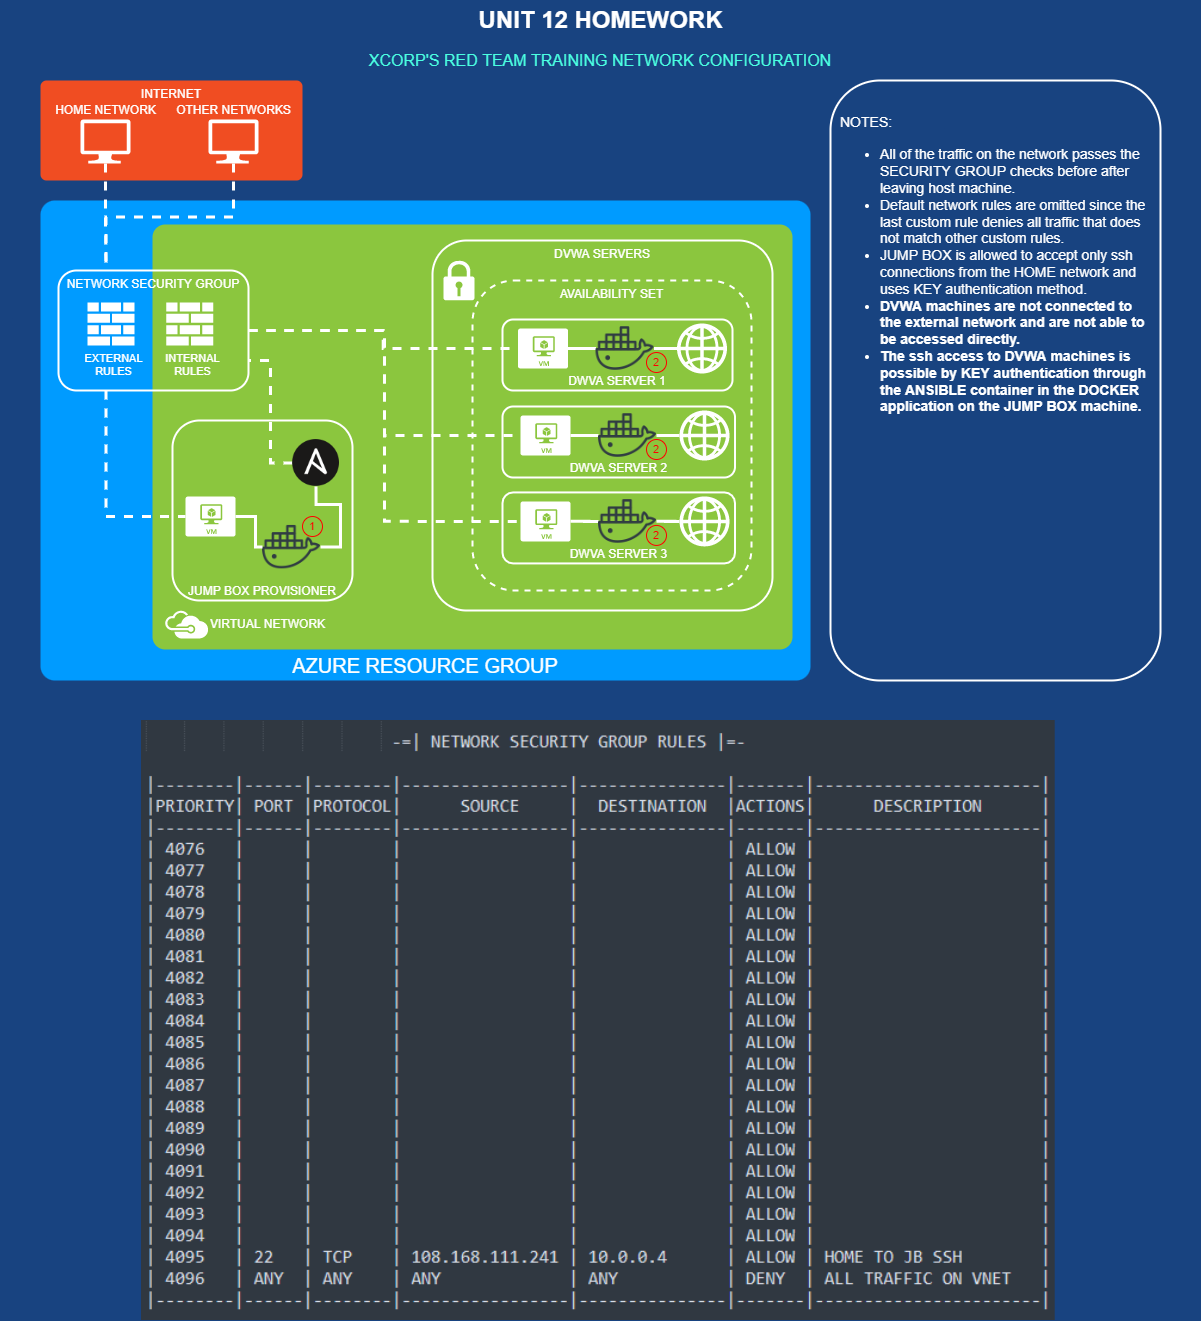 UNIT 12 HOMEWORK
XCORP'S RED TEAM TRAINING NETWORK CONFIGURATION
INTERNET
HOME NETWORK
OTHER NETWORKS
NETWORK SECURITY GROUP
EXTERNAL
RULES
INTERNAL
RULES
VM
1
JUMP BOX PROVISIONER
VIRTUAL NETWORK
AZURE RESOURCE GROUP
DVWA SERVERS
AVAILABILITY SET
VM
2
DWVA SERVER 1
VM
2
DWVA SERVER 2
VM
2
DWVA SERVER 3
NOTES:
• All of the traffic on the network passes the
SECURITY GROUP checks before after
leaving host machine.
• Default network rules are omitted since the
last custom rule denies all traffic that does
not match other custom rules.
• JUMP BOX is allowed to accept only ssh
connections from the HOME network and
uses KEY authentication method.
• DVWA machines are not connected to
the external network and are not able to
be accessed directly.
• The ssh access to DVWA machines is
possible by KEY authentication through
the ANSIBLE container in the DOCKER
application on the JUMP BOX machine.
-=| NETWORK SECURITY GROUP RULES |=-
|--------|------|--------|-----------------|---------------|-------|-----------------------|
|PRIORITY| PORT |PROTOCOL| SOURCE | DESTINATION |ACTIONS| DESCRIPTION |
|--------|------|--------|-----------------|---------------|-------|-----------------------|
| 4076 | | | | | ALLOW | |
| 4077 | | | | | ALLOW | |
| 4078 | | | | | ALLOW | |
| 4079 | | | | | ALLOW | |
| 4080 | | | | | ALLOW | |
| 4081 | | | | | ALLOW | |
| 4082 | | | | | ALLOW | |
| 4083 | | | | | ALLOW | |
| 4084 | | | | | ALLOW | |
| 4085 | | | | | ALLOW | |
| 4086 | | | | | ALLOW | |
| 4087 | | | | | ALLOW | |
| 4088 | | | | | ALLOW | |
| 4089 | | | | | ALLOW | |
| 4090 | | | | | ALLOW | |
| 4091 | | | | | ALLOW | |
| 4092 | | | | | ALLOW | |
| 4093 | | | | | ALLOW | |
| 4094 | | | | | ALLOW | |
| 4095 | 22 | TCP | 108.168.111.241 | 10.0.0.4 | ALLOW | HOME TO JB SSH |
| 4096 | ANY | ANY | ANY | ANY | DENY | ALL TRAFFIC ON VNET |
|--------|------|--------|-----------------|---------------|-------|-----------------------|